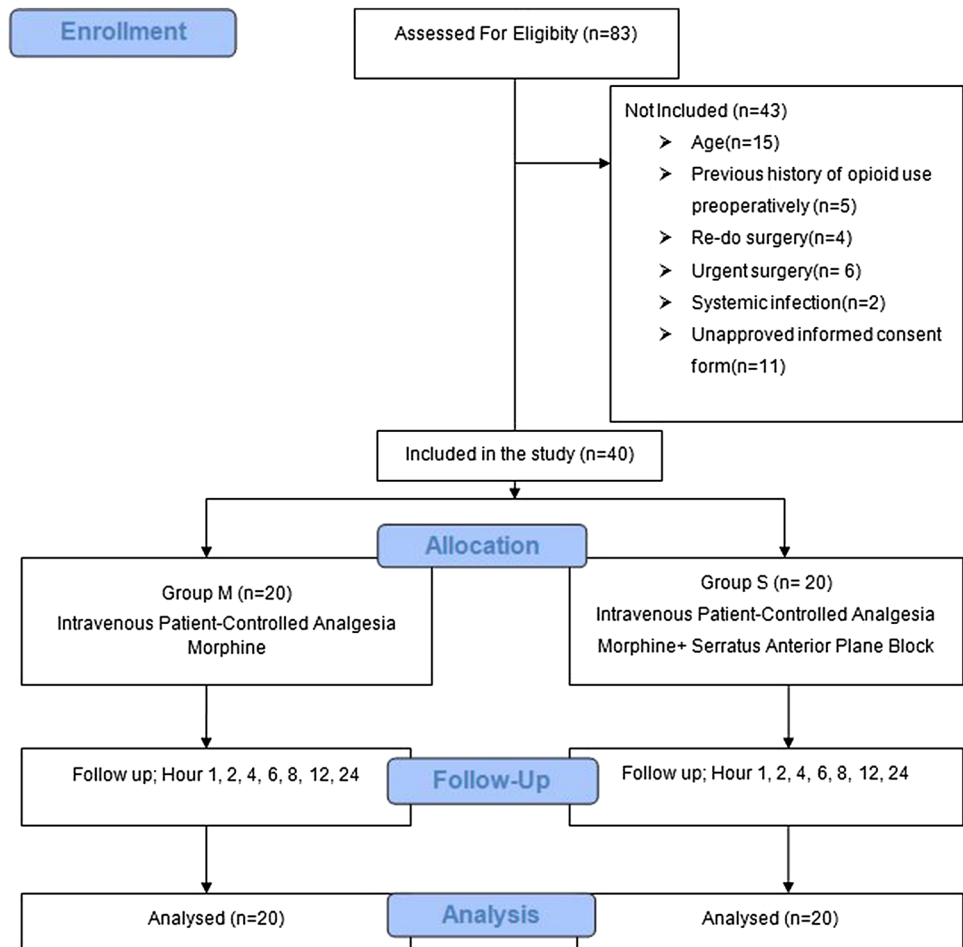 Enrollment
Assessed For Eligibity (n=83)
Not Included (n=43)
➢ Age(n=15)
➢ Previous history of opioid use
preoperatively (n=5)
➢ Re-do surgery(n=4)
➢ Urgent surgery(n= 6)
➢ Systemic infection(n=2)
➢ Unapproved informed consent
form(n=11)
Included in the study (n=40)
Allocation
Group M (n=20)
Intravenous Patient-Controlled Analgesia
Morphine
Group S (n= 20)
Intravenous Patient-Controlled Analgesia
Morphine+ Serratus Anterior Plane Block
Follow up; Hour 1, 2, 4, 6, 8, 12, 24
Follow-Up
Follow up; Hour 1, 2, 4, 6, 8, 12, 24
Analysed (n=20)
Analysis
Analysed (n=20)